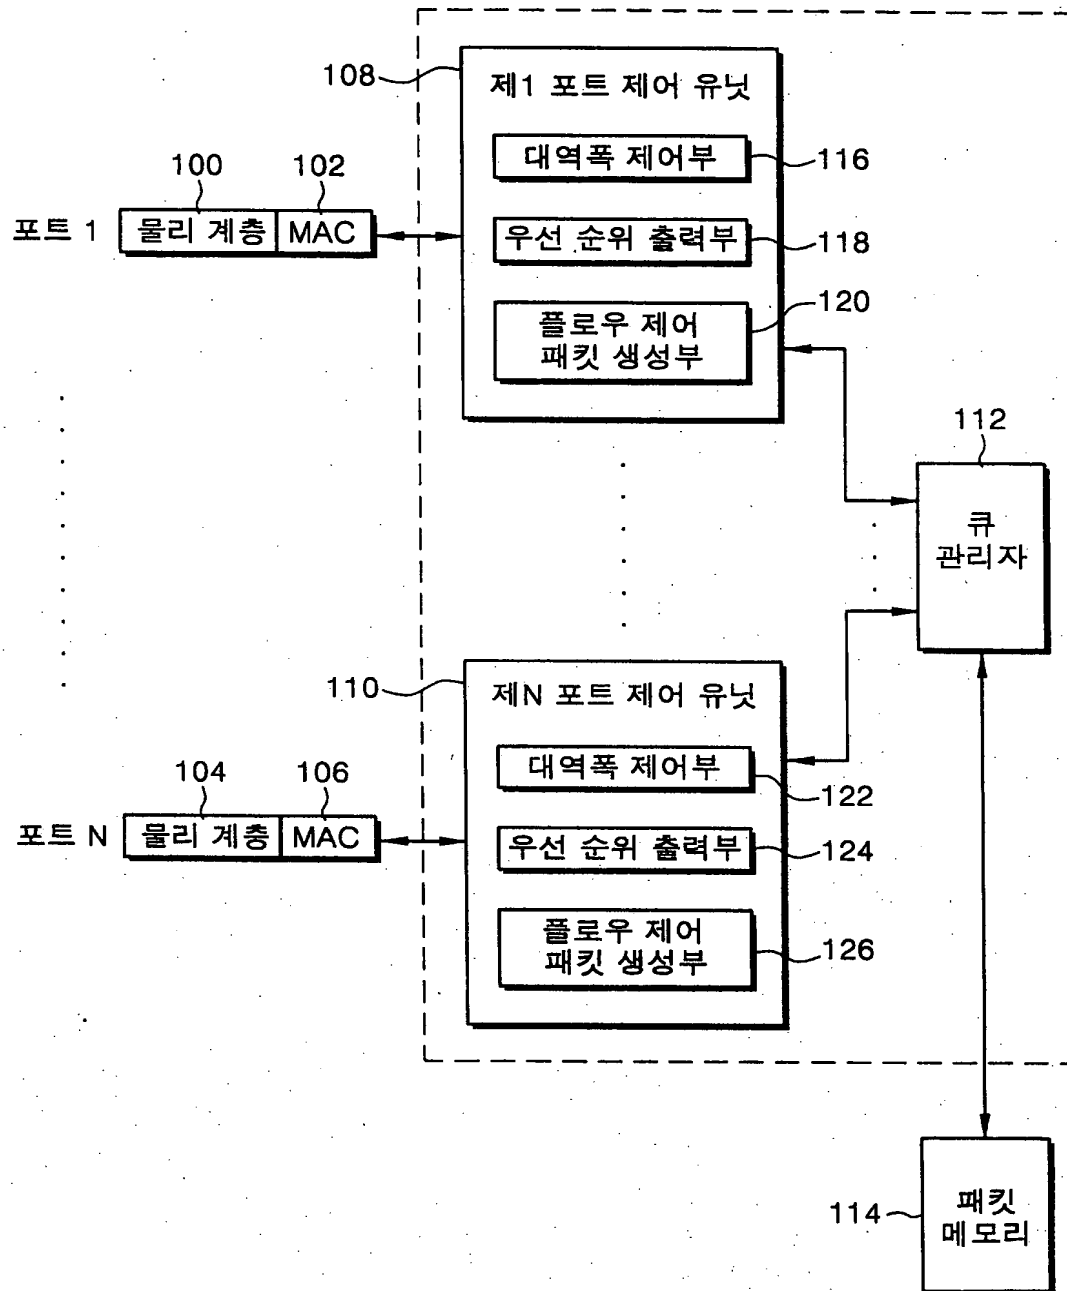 108
제1 포트 제어 유닛
대역폭 제어부
116
100
102
포트 1
물리 계층
MAC
우선 순위 출력부
118
120
플로우 제어
패킷 생성부
112
큐
관리자
110
제N 포트 제어 유닛
대역폭 제어부
122
104
106
포트 N
물리 계층
MAC
우선 순위 출력부
124
플로우 제어
패킷 생성부
126
114
패킷
메모리